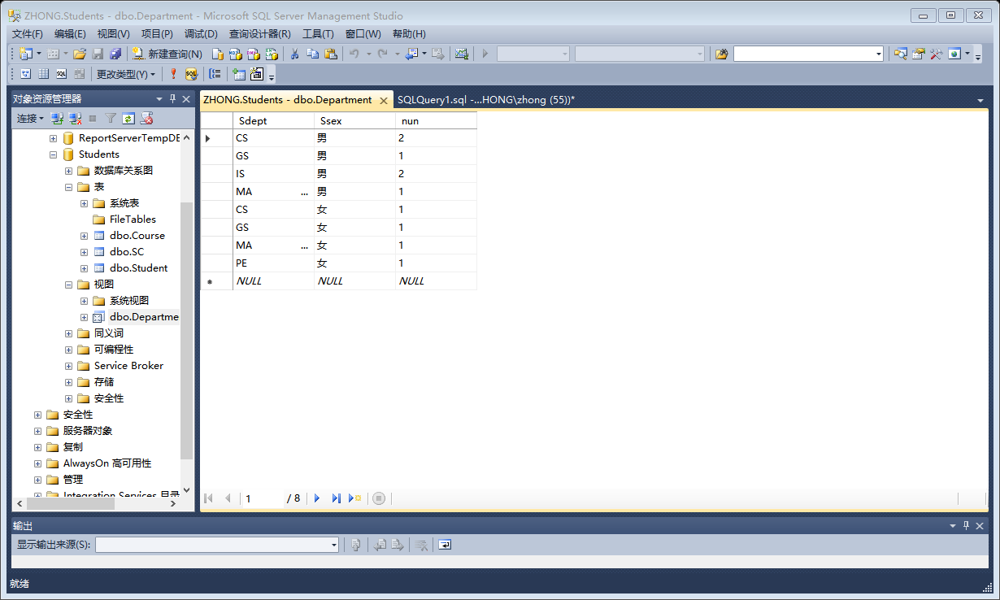 ZHONG.Students - dbo.Department - Microsoft SQL Server Management Studio
文件(F) 编辑(E) 视图(V) 项目(P) 调试(D) 查询设计器(R) 工具(T) 窗口(W) 帮助(H)
新建查询(N)
更改类型(Y)
对象资源管理器
连接
ReportServerTempDB
Students
数据库关系图
表
系统表
FileTables
dbo.Course
dbo.SC
dbo.Student
视图
系统视图
dbo.Departme
同义词
可编程性
Service Broker
存储
安全性
安全性
服务器对象
复制
AlwaysOn 高可用性
管理
Integration Services 目录
ZHONG.Students - dbo.Department SQLQuery1.sql -...HONG\zhong (55))*
Sdept Ssex nun
CS 男 2
GS 男 1
IS 男 2
MA ... 男 1
CS 女 1
GS 女 1
MA ... 女 1
PE 女 1
NULL NULL NULL
1 / 8
输出
显示输出来源(S):
就绪